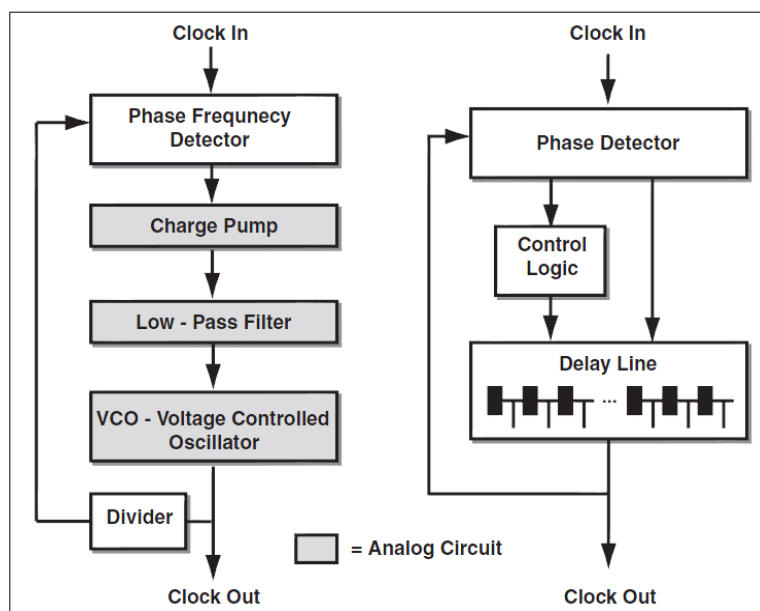 Clock In
Phase Frequnecy
Detector
Charge Pump
Low - Pass Filter
VCO - Voltage Controlled
Oscillator
Divider
Clock Out
Clock In
Phase Detector
Control
Logic
Delay Line
...
= Analog Circuit
Clock Out